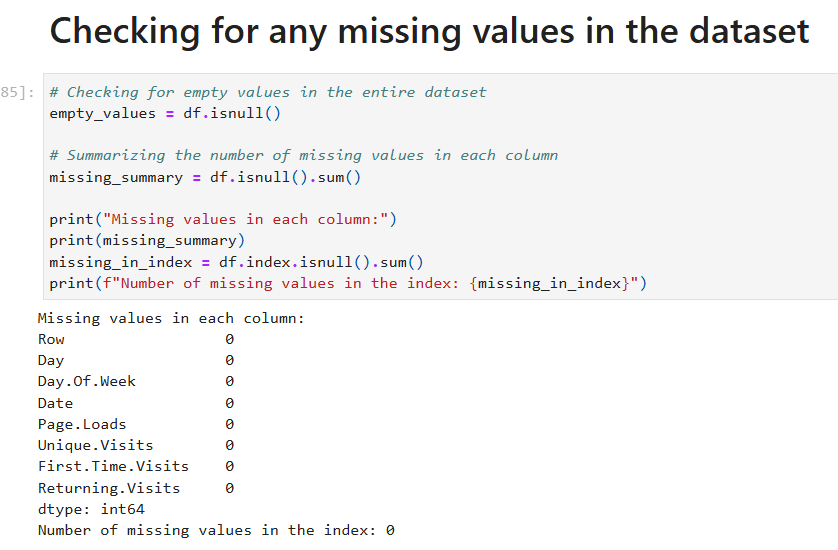 Checking for any missing values in the dataset
85]: # Checking for empty values in the entire dataset
empty_values = df.isnull()
# Summarizing the number of missing values in each column
missing_summary = df.isnull().sum()
print("Missing values in each column:")
print(missing_summary)
missing_in_index = df.index.isnull().sum()
print(f"Number of missing values in the index: {missing_in_index}")
Missing values in each column:
Row 0
Day 0
Day.Of.Week 0
Date 0
Page.Loads 0
Unique.Visits 0
First.Time.Visits 0
Returning.Visits 0
dtype: int64
Number of missing values in the index: 0